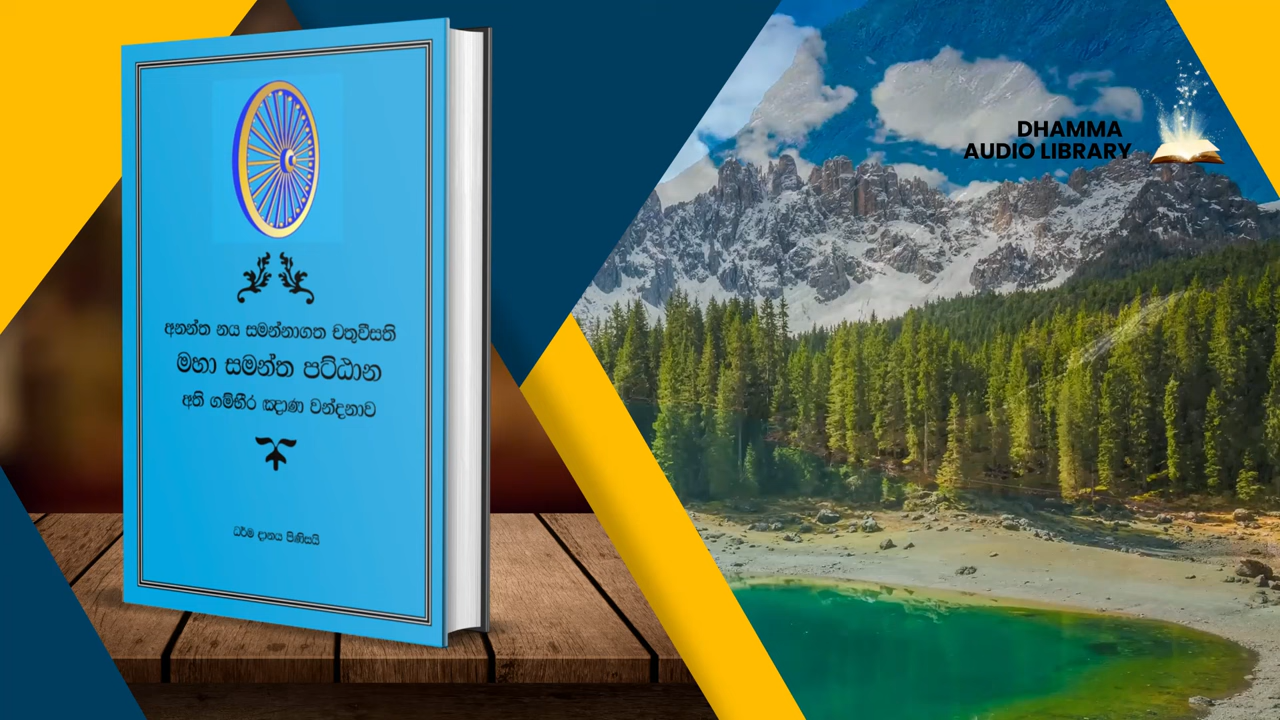 අනන්ත නය සමන්නාගත චතුවීසති
මහා සමන්ත පට්ඨාන
අති ගම්භීර ඤාණ වන්දනාව
ධර්ම දානය පිණිසයි
DHAMMA
AUDIO LIBRARY